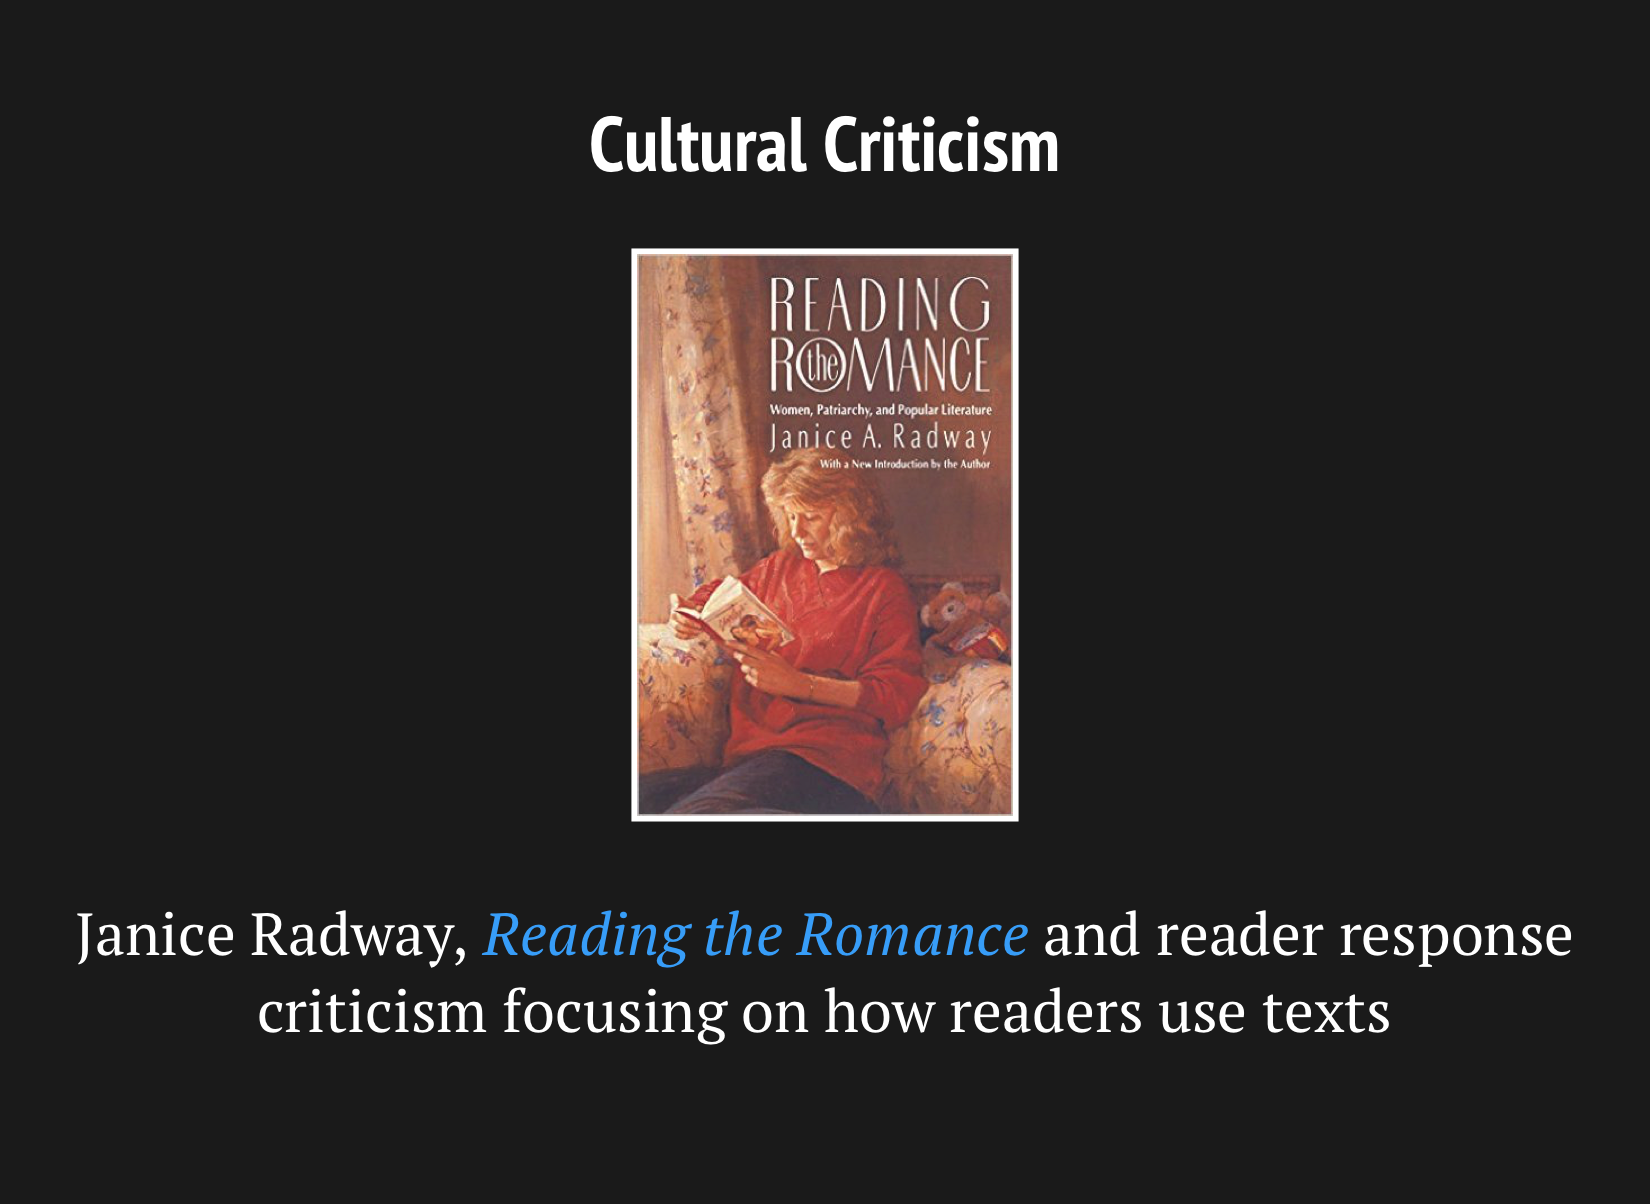 Cultural Criticism
READING
the
ROMANCE
Women, Patriarchy, and Popular Literature
Janice A. Radway
With a New Introduction by the Author
Janice Radway, Reading the Romance and reader response
criticism focusing on how readers use texts